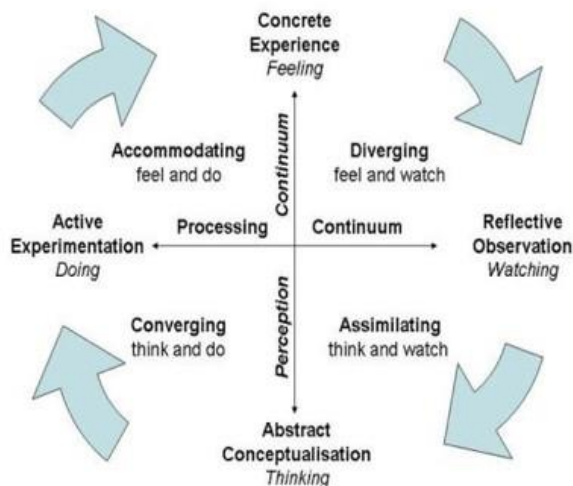 Concrete
Experience
Feeling
Accommodating
feel and do
Continuum
Diverging
feel and watch
Active
Experimentation
Doing
Processing
Continuum
Reflective
Observation
Watching
Perception
Converging
think and do
Assimilating
think and watch
Abstract
Conceptualisation
Thinking